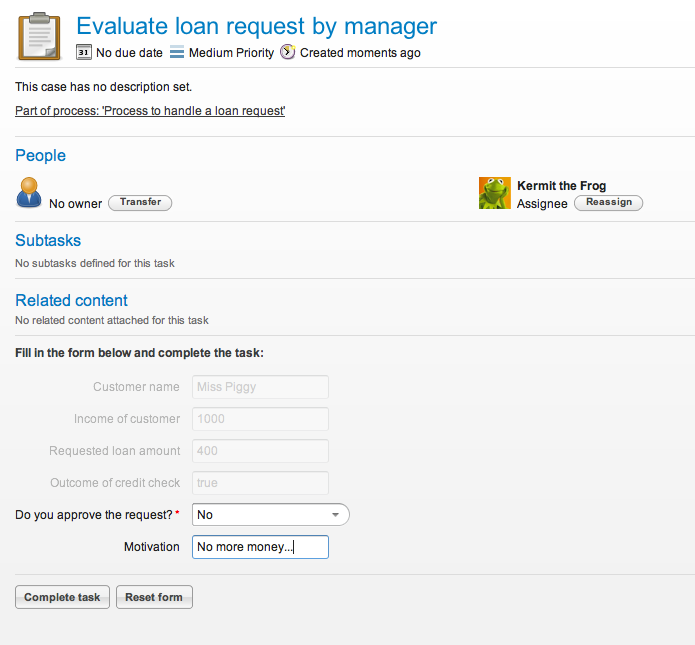 Evaluate loan request by manager
31 No due date Medium Priority Created moments ago
This case has no description set.
Part of process: 'Process to handle a loan request'
People
No owner Transfer
Kermit the Frog
Assignee Reassign
Subtasks
No subtasks defined for this task
Related content
No related content attached for this task
Fill in the form below and complete the task:
Customer name Miss Piggy
Income of customer 1000
Requested loan amount 400
Outcome of credit check true
Do you approve the request?* No
Motivation No more money...
Complete task Reset form